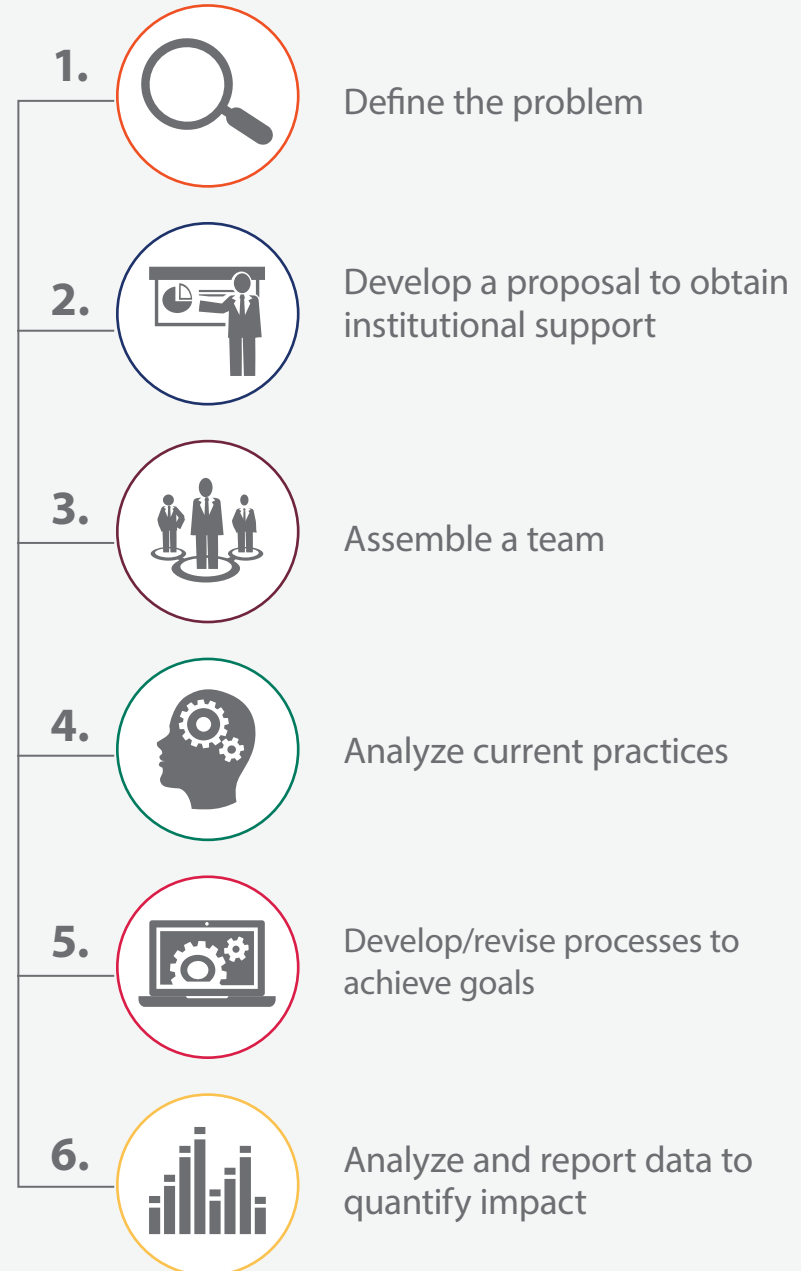 1.
Define the problem
2.
Develop a proposal to obtain
institutional support
3.
Assemble a team
4.
Analyze current practices
5.
Develop/revise processes to
achieve goals
6.
Analyze and report data to
quantify impact